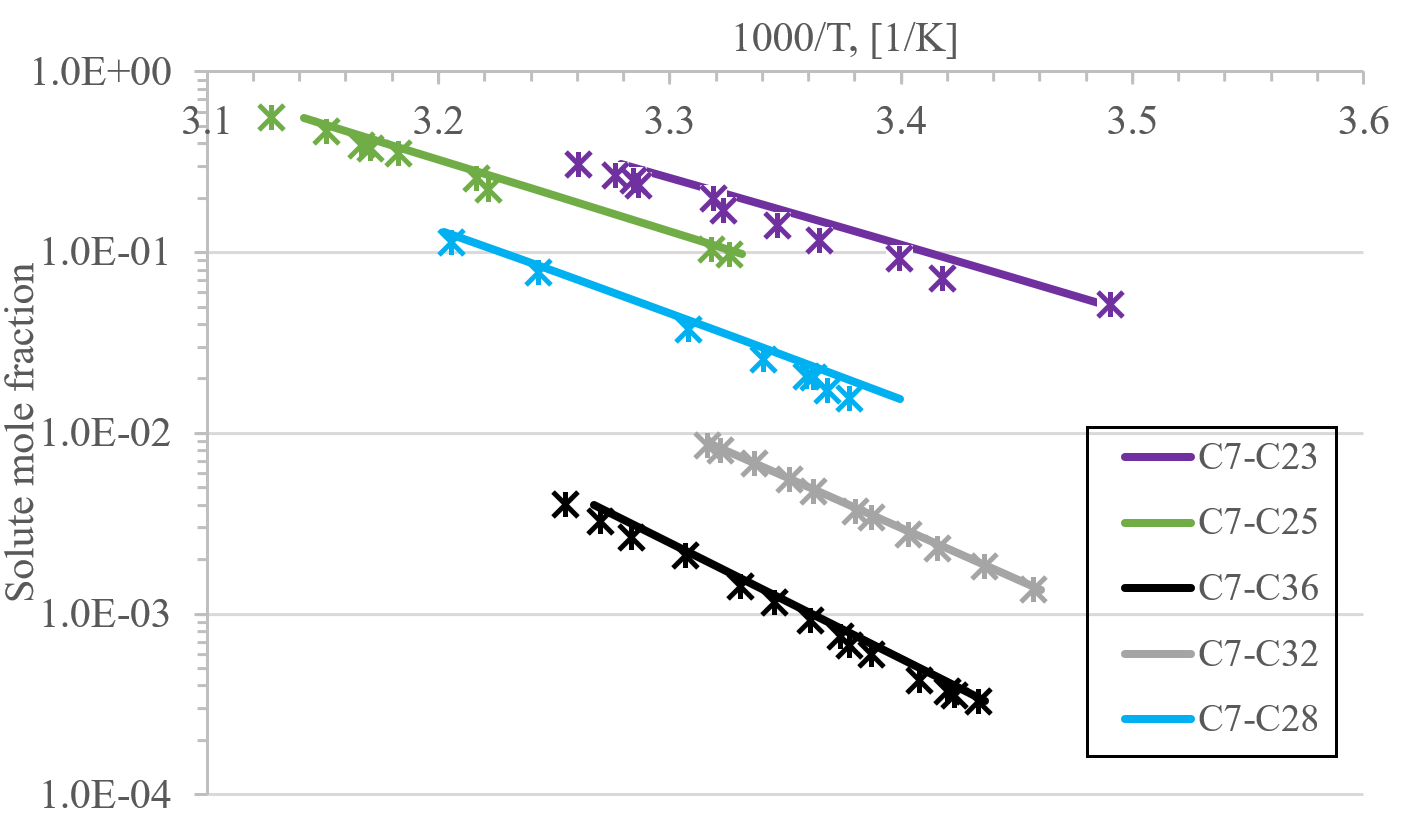 1000/T, [1/K]
1.0E+00
3.1 3.2 3.3 3.4 3.5 3.6
1.0E-01
Solute mole fraction
1.0E-02
C7-C23
C7-C25
C7-C36
1.0E-03
C7-C32
C7-C28
1.0E-04